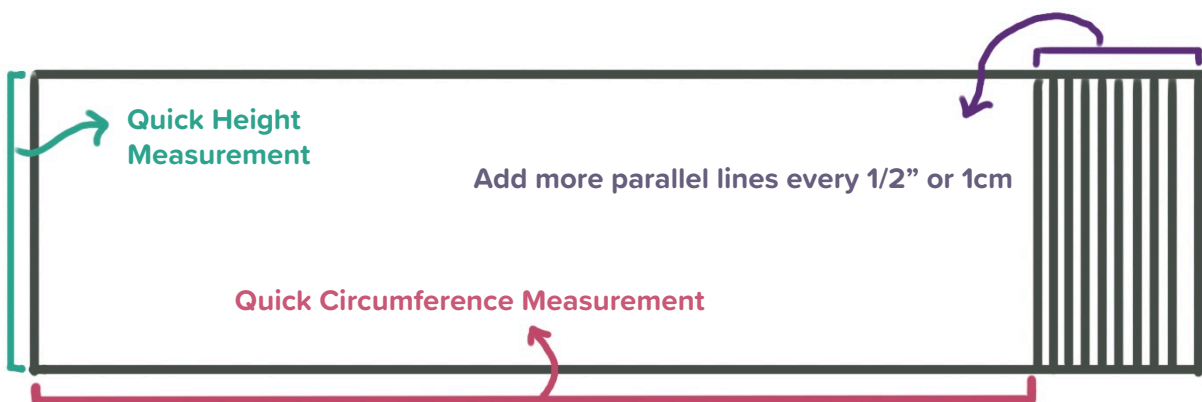 Quick Height
Measurement
Add more parallel lines every 1/2” or 1cm
Quick Circumference Measurement